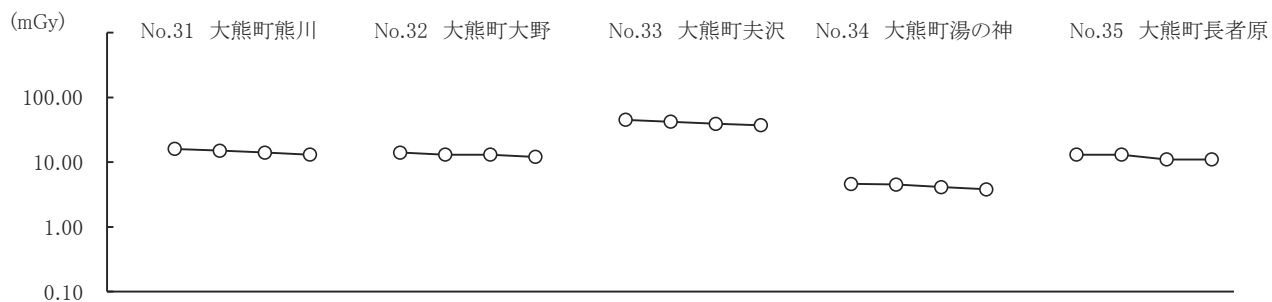 (mGy)
No.31 大熊町熊川
No.32 大熊町大野
No.33 大熊町夫沢
No.34 大熊町湯の神
No.35 大熊町長者原
100.00
10.00
1.00
0.10